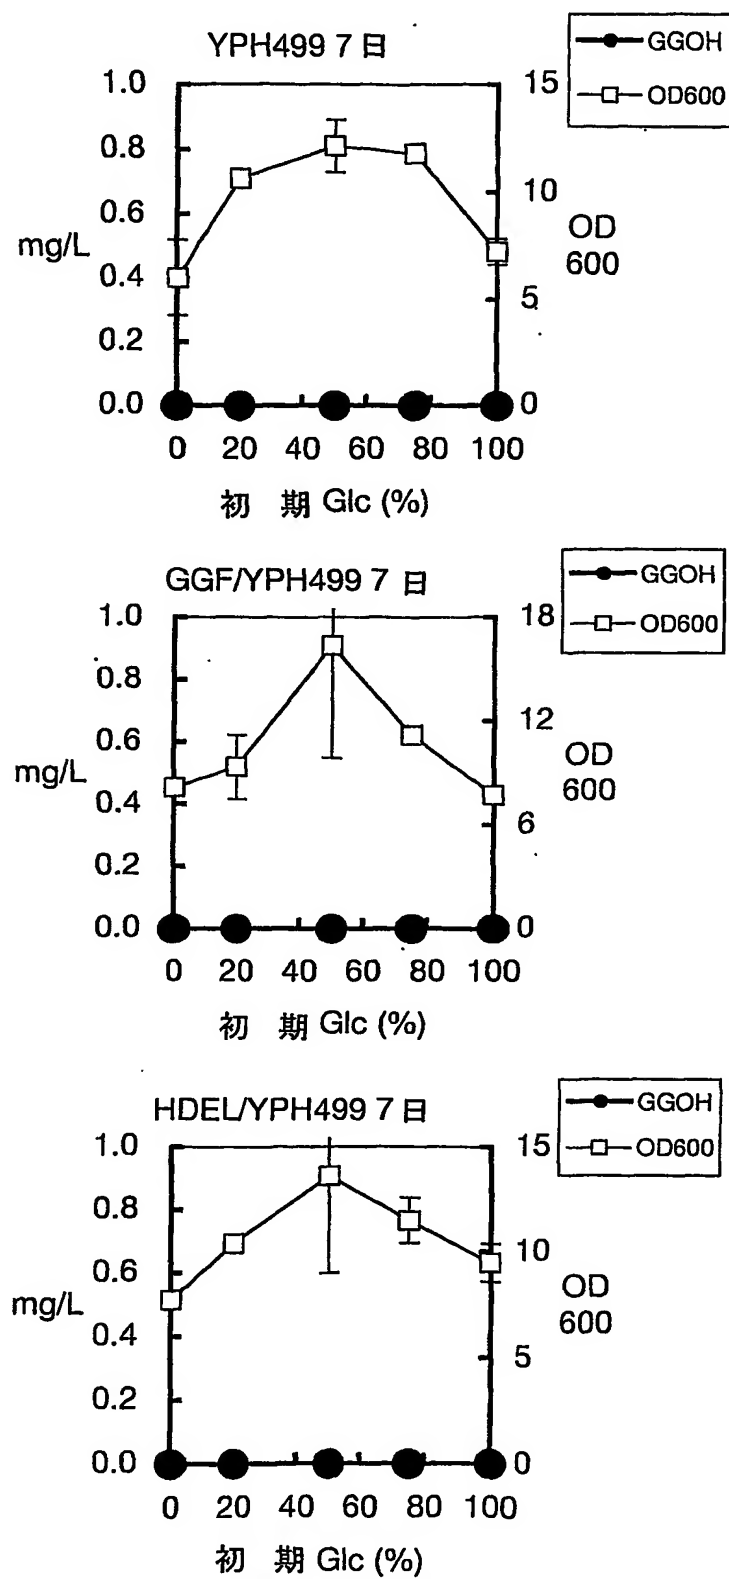 YPH499 7 日
GGOH
OD600
1.0
0.8
0.6
0.4
0.2
0.0
mg/L
15
10
5
0
OD
600
0 20 40 60 80 100
初 期 Glc (%)
GGF/YPH499 7 日
GGOH
OD600
1.0
0.8
0.6
0.4
0.2
0.0
mg/L
18
12
6
0
OD
600
0 20 40 60 80 100
初 期 Glc (%)
HDEL/YPH499 7 日
GGOH
OD600
1.0
0.8
0.6
0.4
0.2
0.0
mg/L
15
10
5
0
OD
600
0 20 40 60 80 100
初 期 Glc (%)